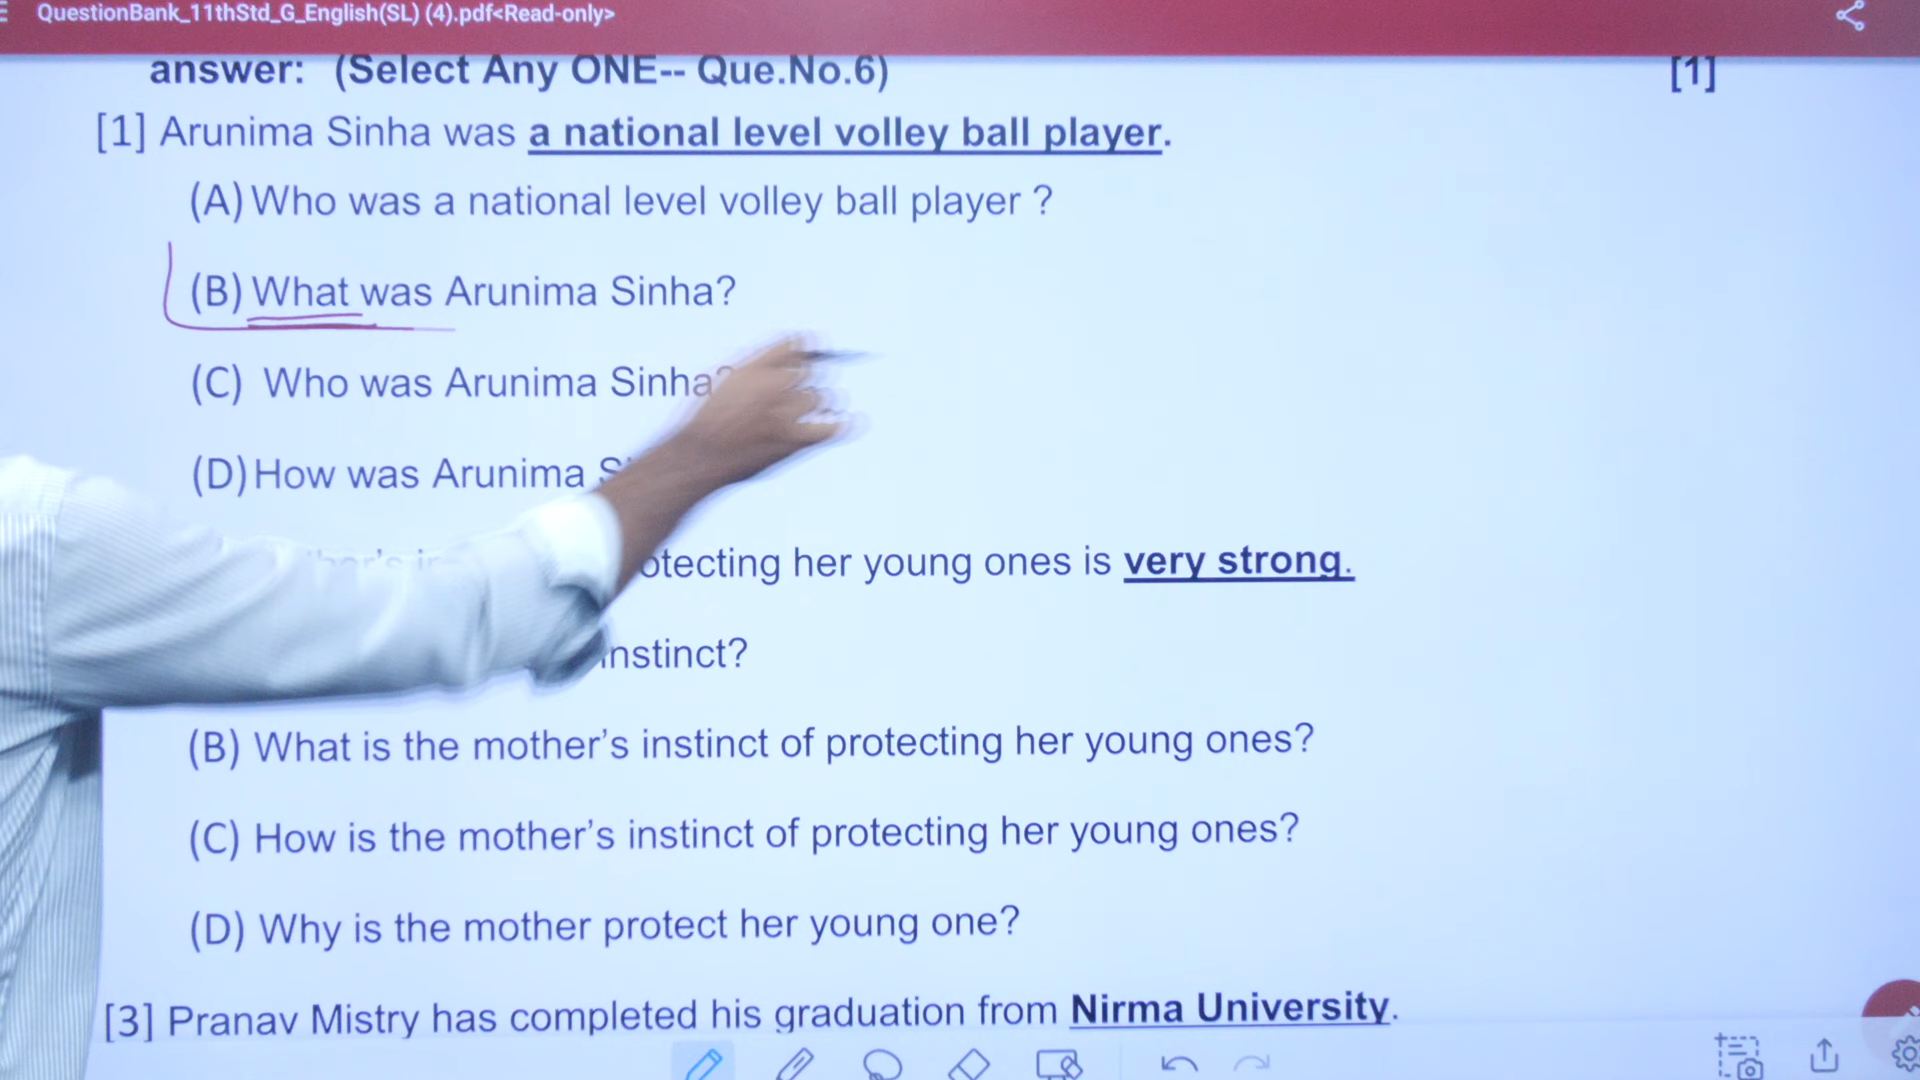 QuestionBank_11thStd_G_English(SL) (4).pdf<Read-only>
answer: (Select Any ONE-- Que.No.6) [1]
[1] Arunima Sinha was a national level volley ball player.
(A) Who was a national level volley ball player ?
(B) What was Arunima Sinha?
(C) Who was Arunima Sinha?
(D) How was Arunima
her young ones is very strong.
instinct?
(B) What is the mother's instinct of protecting her young ones?
(C) How is the mother's instinct of protecting her young ones?
(D) Why is the mother protect her young one?
[3] Pranav Mistry has completed his graduation from Nirma University.